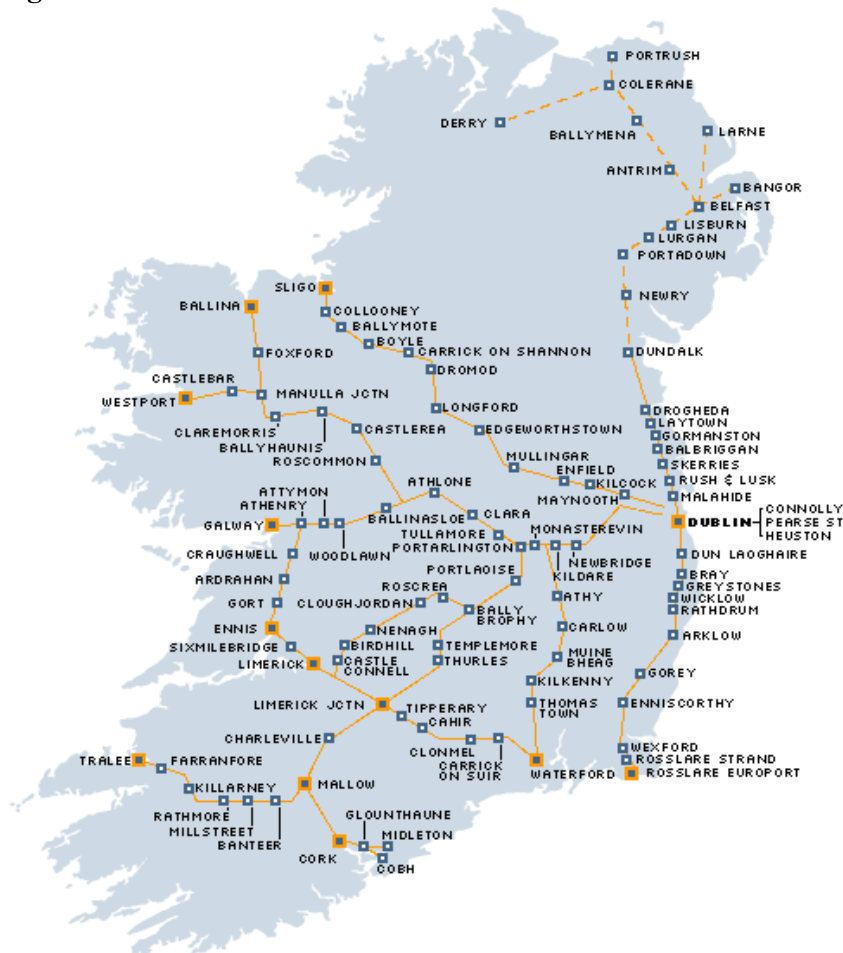 PORTRUSH
COLERANE
DERRY
BALLYMENA
LARNE
ANTRIM
BANGOR
BELFAST
LISBURN
LURGAN
PORTADOWN
SLIGO
NEWRY
BALLINA
COLLOONEY
BALLYMOTE
BOYLE
FOXFORD
CARRICK ON SHANNON
DUNDALK
DROMOD
CASTLEBAR
MANULLA JCTN
WESTPORT
LONGFORD
DROGHEDA
LAYTOWN
CLAREMORRIS
CASTLEREA
EDGEWORTHSTOWN
GORMANSTON
BALLYHAUNIS
BALBRIGGAN
ROSCOMMON
MULLINGAR
SKERRIES
ENFIELD
RUSH & LUSK
ATHLONE
KILCOCK
ATTYMON
MAYNOOTH
MALAHIDE
ATHENRY
CONNOLLY
GALWAY
BALLINASLOE
CLARA
DUBLIN
PEARSE ST
TULLAMORE
MONASTEREVIN
HEUSTON
PORTARLINGTON
CRAUGHWELL
WOODLAWN
NEWBRIDGE
DUN LAOGHAIRE
PORTLAOISE
KILDARE
ARDRAHAN
BRAY
ROSCREA
GREYSTONES
GORT
CLOUGHJORDAN
ATHY
WICKLOW
BALLY
BROPHY
RATHDRUM
ENNIS
NENAGH
CARLOW
ARKLOW
SIXMILEBRIDGE
BIRDHILL
TEMPLEMORE
MUINE
BHEAG
LIMERICK
CASTLE
CONNELL
THURLES
GOREY
KILKENNY
LIMERICK JCTN
TIPPERARY
THOMAS
TOWN
ENNISCORTHY
CAHIR
CHARLEVILLE
CLONMEL
WEXFORD
TRALEE
FARRANFORE
CARRICK
ON SUIR
ROSSLARE STRAND
WATERFORD
ROSSLARE EUROPORT
KILLARNEY
MALLOW
RATHMORE
GLOUNTHAUNE
MILLSTREET
MIDLETON
BANTEER
CORK
COBH